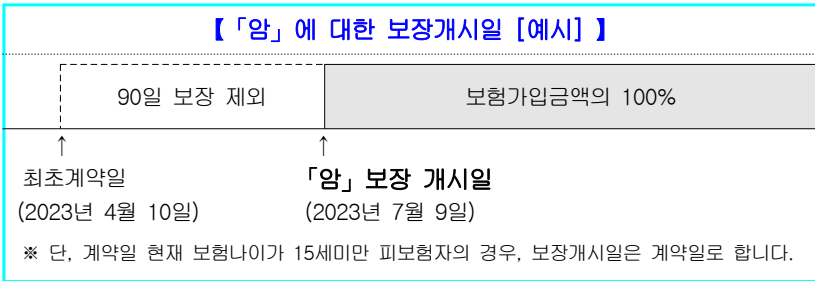 【「암」에 대한 보장개시일 [예시] 】
90일 보장 제외 보험가입금액의 100%
↑ ↑
최초계약일 「암」 보장 개시일
(2023년 4월 10일) (2023년 7월 9일)
※ 단, 계약일 현재 보험나이가 15세미만 피보험자의 경우, 보장개시일은 계약일로 합니다.